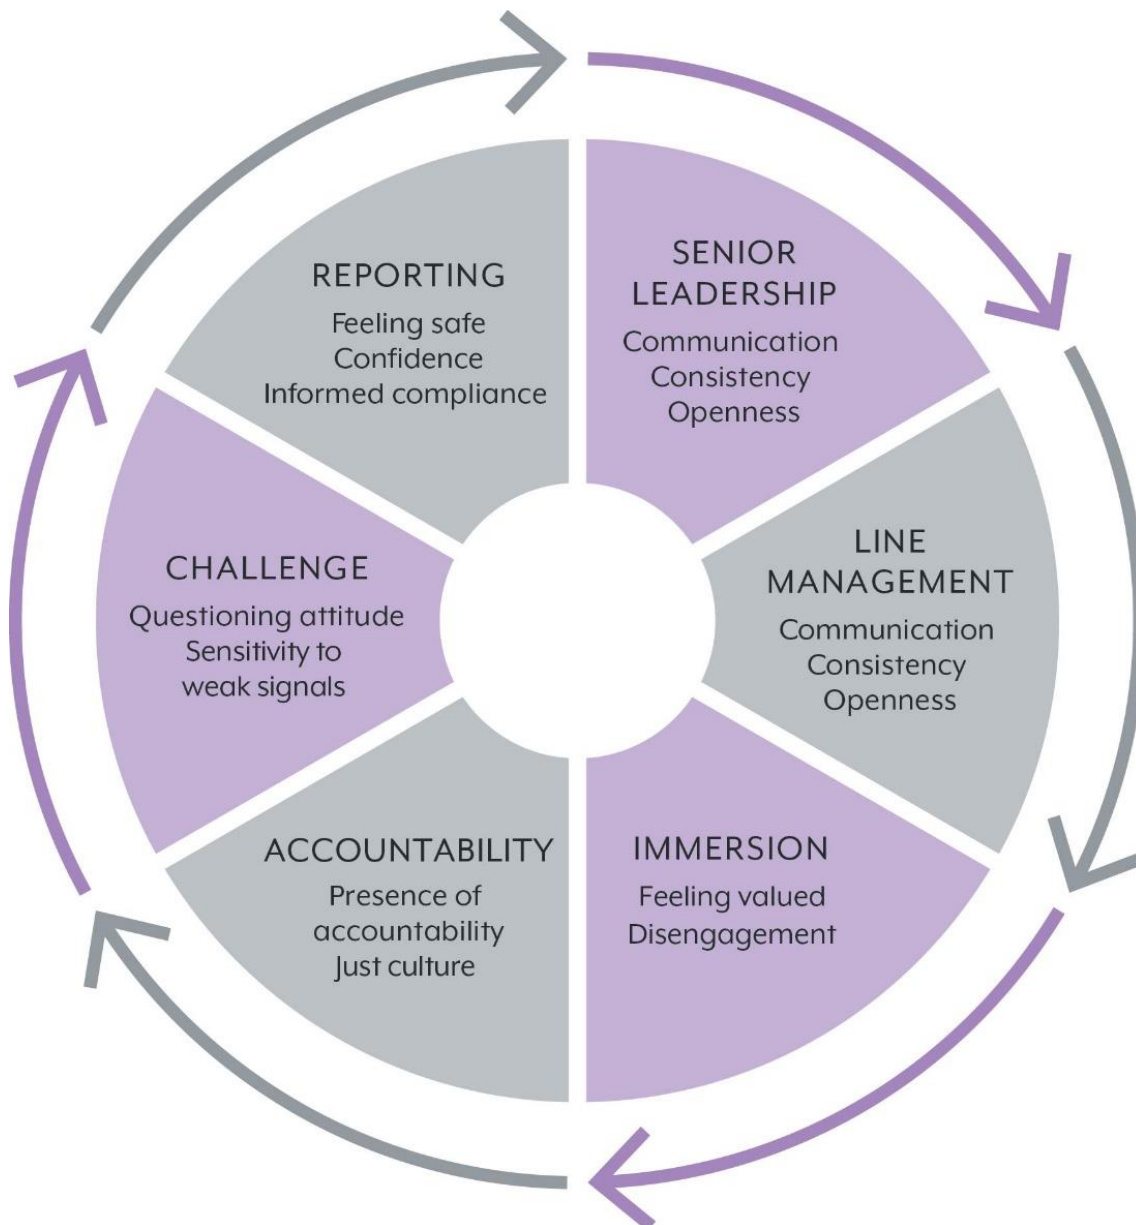 SENIOR
LEADERSHIP
Communication
Consistency
Openness
LINE
MANAGEMENT
Communication
Consistency
Openness
IMMERSION
Feeling valued
Disengagement
ACCOUNTABILITY
Presence of
accountability
Just culture
CHALLENGE
Questioning attitude
Sensitivity to
weak signals
REPORTING
Feeling safe
Confidence
Informed compliance